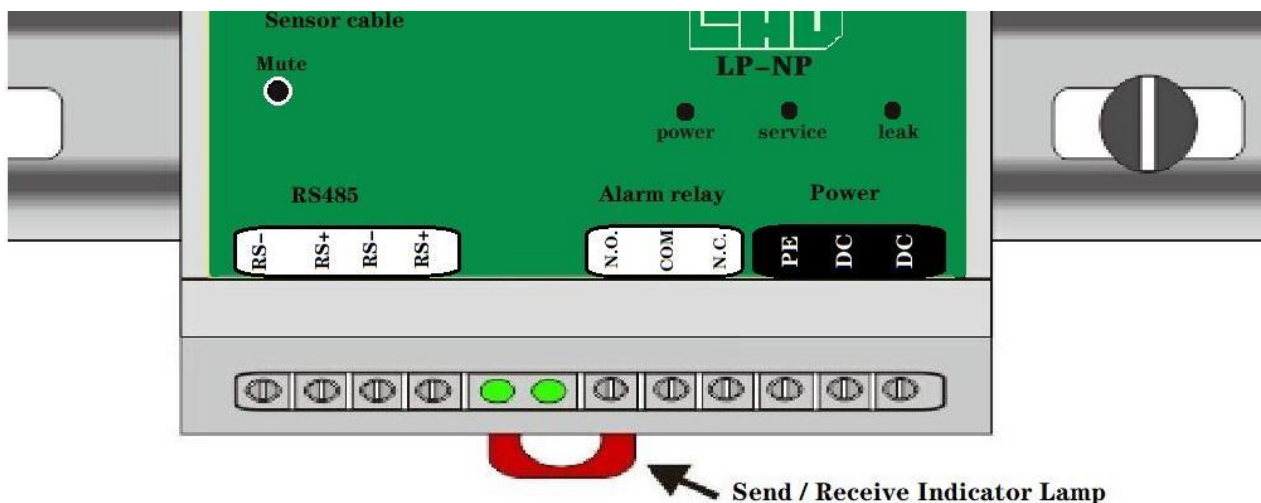 Sensor cable
Mute
LP–NP
power service leak
RS485 Alarm relay Power
RS– RS+ RS– RS+ N.O. COM N.C. PE DC DC
Send / Receive Indicator Lamp